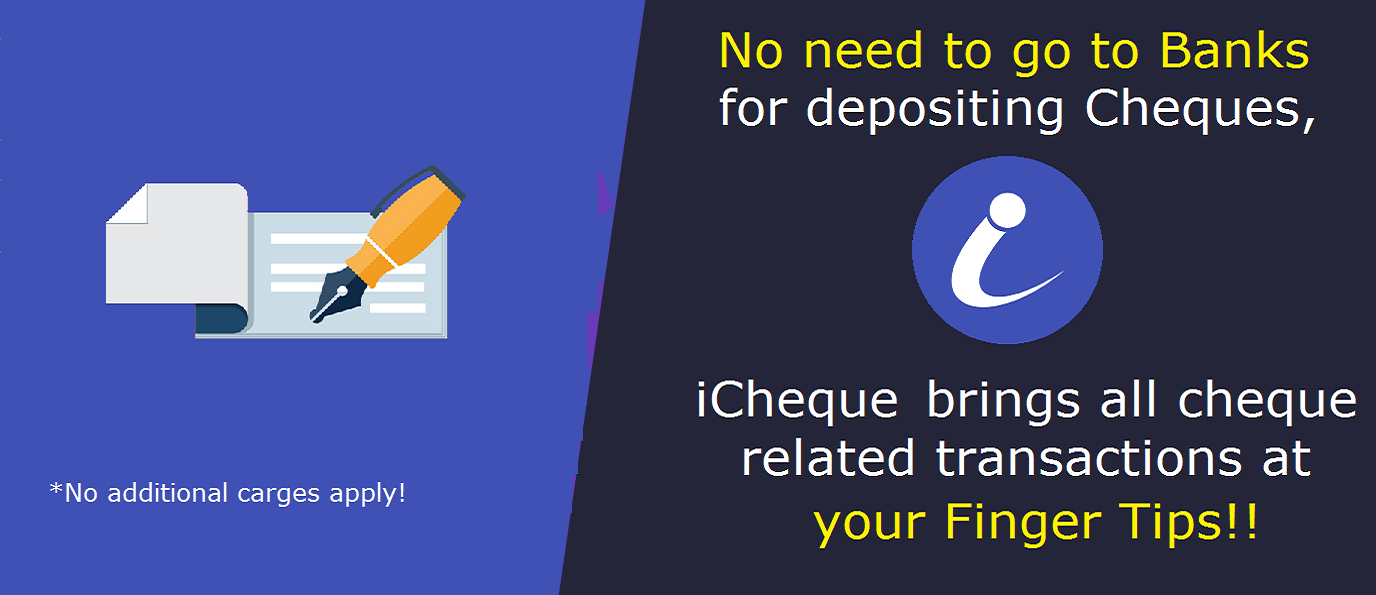 No need to go to Banks
for depositing Cheques,
i
iCheque brings all cheque
related transactions at
your Finger Tips!!
*No additional carges apply!